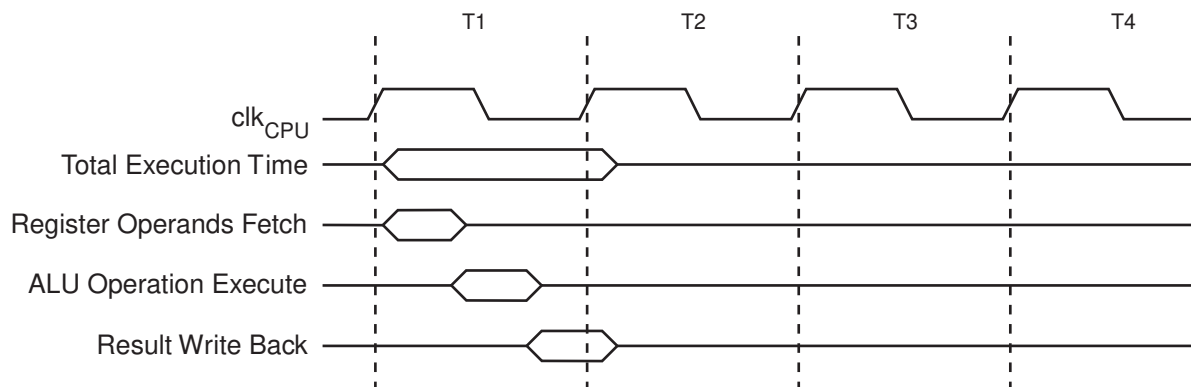 T1 T2 T3 T4
clkCPU
Total Execution Time
Register Operands Fetch
ALU Operation Execute
Result Write Back